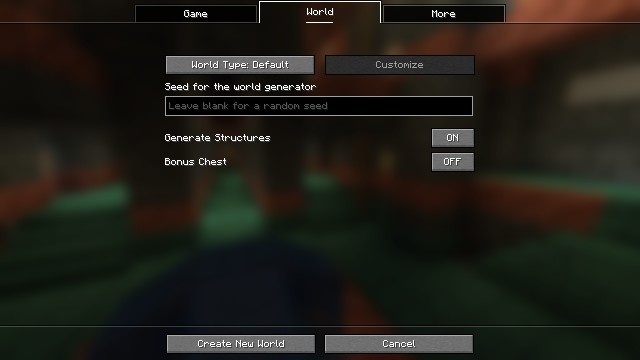 Game
World
More
World Type: Default
Customize
Seed for the world generator
Leave blank for a random seed
Generate Structures
ON
Bonus Chest
OFF
Create New World
Cancel